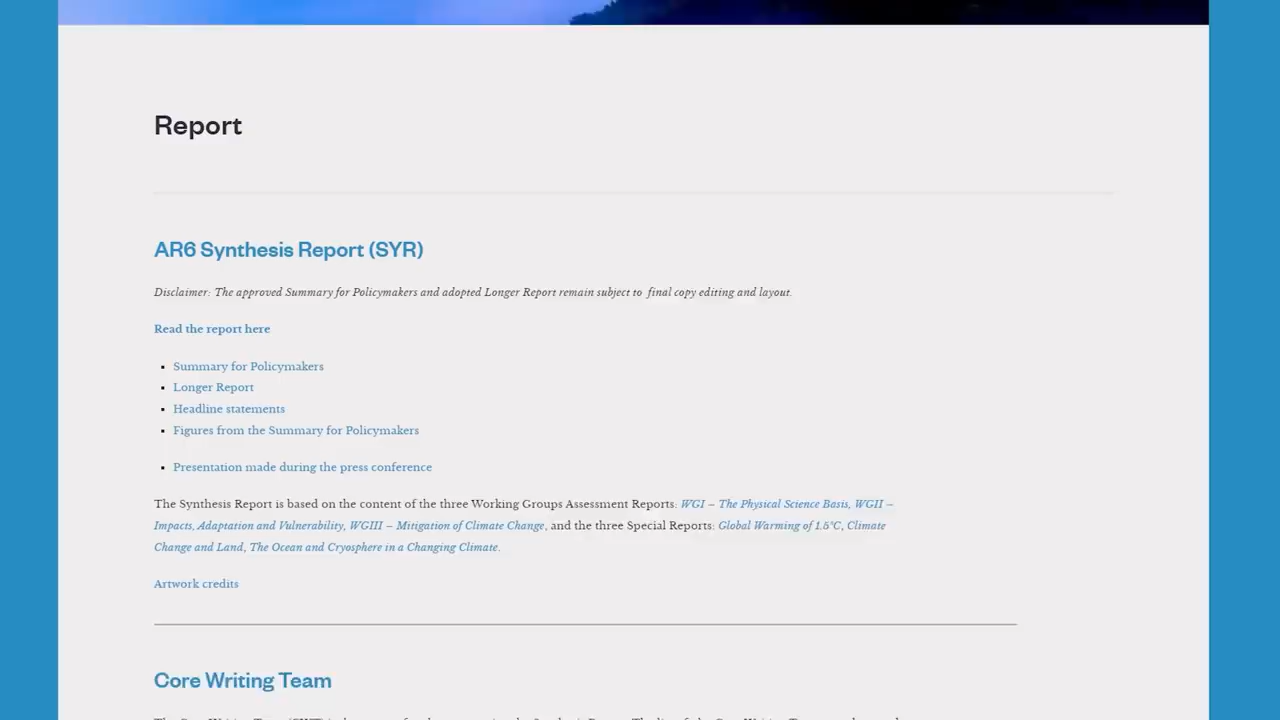 Report
AR6 Synthesis Report (SYR)
Disclaimer: The approved Summary for Policymakers and adopted Longer Report remain subject to final copy editing and layout.
Read the report here
Summary for Policymakers
Longer Report
Headline statements
Figures from the Summary for Policymakers
Presentation made during the press conference
The Synthesis Report is based on the content of the three Working Groups Assessment Reports: WGI – The Physical Science Basis, WGII –
Impacts, Adaptation and Vulnerability, WGIII – Mitigation of Climate Change, and the three Special Reports: Global Warming of 1.5°C, Climate
Change and Land, The Ocean and Cryosphere in a Changing Climate.
Artwork credits
Core Writing Team